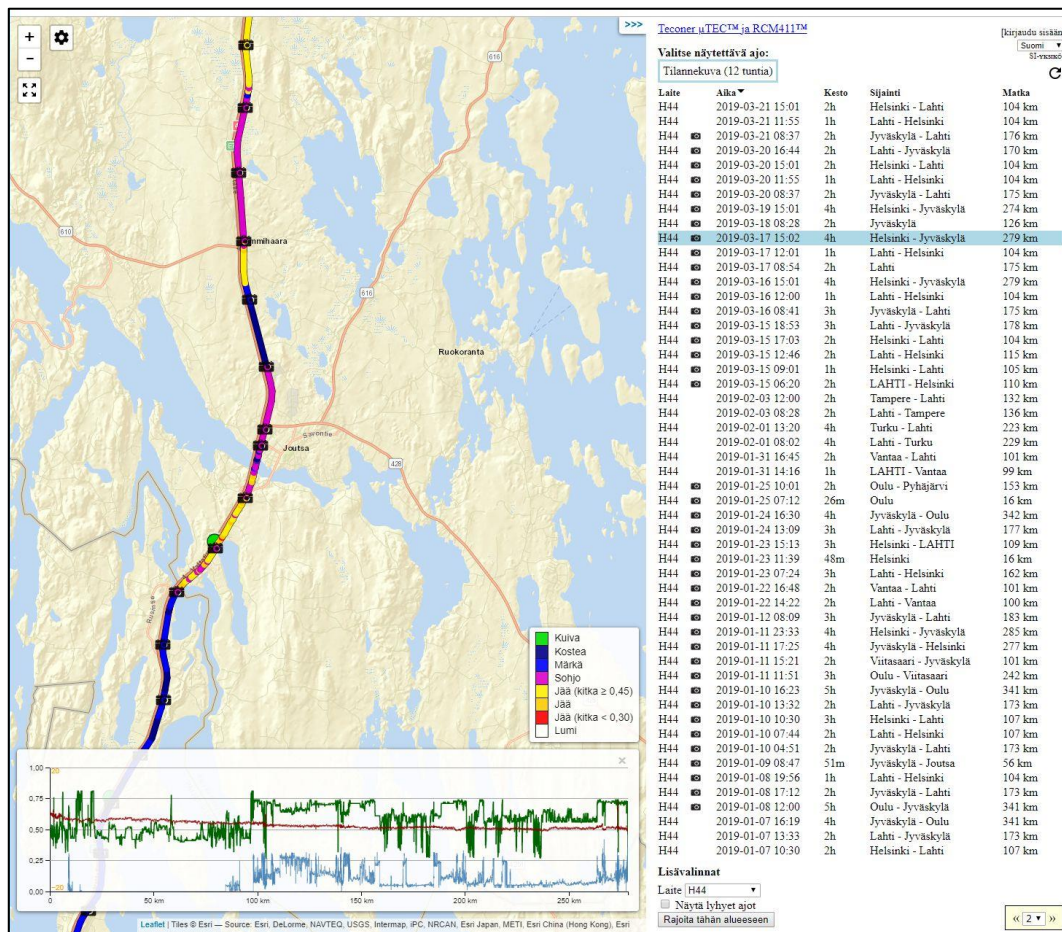 +
−
>>>
616
610
mmihaara
616
Ruokoranta
Savontie
Joutsa
428
Kuiva
Kostea
Märkä
Sohjo
Jää (kitka ≥ 0,45)
Jää
Jää (kitka < 0,30)
Lumi
×
1.00
20
0.75
0.50
0.25
0.00
−20
0
50 km
100 km
150 km
200 km
250 km
Leaflet | Tiles © Esri — Source: Esri, DeLorme, NAVTEQ, USGS, Intermap, iPC, NRCAN, Esri Japan, METI, Esri China (Hong Kong), Esri
Teconer µTEC™ ja RCM411™
[kirjaudu sisään
Suomi
SI-yksikö
Valitse näytettävä ajo:
Tilannekuva (12 tuntia)
Laite Aika Kesto Sijainti Matka
H44 2019-03-21 15:01 2h Helsinki - Lahti 104 km
H44 2019-03-21 11:55 1h Lahti - Helsinki 104 km
H44 2019-03-21 08:37 2h Jyväskylä - Lahti 176 km
H44 2019-03-20 16:44 2h Lahti - Jyväskylä 170 km
H44 2019-03-20 15:01 2h Helsinki - Lahti 104 km
H44 2019-03-20 11:55 1h Lahti - Helsinki 104 km
H44 2019-03-20 08:37 2h Jyväskylä - Lahti 175 km
H44 2019-03-19 15:01 4h Helsinki - Jyväskylä 274 km
H44 2019-03-18 08:28 2h Jyväskylä 126 km
H44 2019-03-17 15:02 4h Helsinki - Jyväskylä 279 km
H44 2019-03-17 12:01 1h Lahti - Helsinki 104 km
H44 2019-03-17 08:54 2h Lahti 175 km
H44 2019-03-16 15:01 4h Helsinki - Jyväskylä 279 km
H44 2019-03-16 12:00 1h Lahti - Helsinki 104 km
H44 2019-03-16 08:41 3h Jyväskylä - Lahti 175 km
H44 2019-03-15 18:53 3h Lahti - Jyväskylä 178 km
H44 2019-03-15 17:03 2h Helsinki - Lahti 104 km
H44 2019-03-15 12:46 2h Lahti - Helsinki 115 km
H44 2019-03-15 09:01 1h Helsinki - Lahti 105 km
H44 2019-03-15 06:20 2h LAHTI - Helsinki 110 km
H44 2019-02-03 12:00 2h Tampere - Lahti 132 km
H44 2019-02-03 08:28 2h Lahti - Tampere 136 km
H44 2019-02-01 13:20 4h Turku - Lahti 223 km
H44 2019-02-01 08:02 4h Lahti - Turku 229 km
H44 2019-01-31 16:45 2h Vantaa - Lahti 101 km
H44 2019-01-31 14:16 1h LAHTI - Vantaa 99 km
H44 2019-01-25 10:01 2h Oulu - Pyhäjärvi 153 km
H44 2019-01-25 07:12 26m Oulu 16 km
H44 2019-01-24 16:30 4h Jyväskylä - Oulu 342 km
H44 2019-01-24 13:09 3h Lahti - Jyväskylä 177 km
H44 2019-01-23 15:13 3h Helsinki - LAHTI 109 km
H44 2019-01-23 11:39 48m Helsinki 16 km
H44 2019-01-23 07:24 3h Lahti - Helsinki 162 km
H44 2019-01-22 16:48 2h Vantaa - Lahti 101 km
H44 2019-01-22 14:22 2h Lahti - Vantaa 100 km
H44 2019-01-12 08:09 3h Jyväskylä - Lahti 183 km
H44 2019-01-11 23:33 4h Helsinki - Jyväskylä 285 km
H44 2019-01-11 17:25 4h Jyväskylä - Helsinki 277 km
H44 2019-01-11 15:21 2h Viitasaari - Jyväskylä 101 km
H44 2019-01-11 11:51 3h Oulu - Viitasaari 242 km
H44 2019-01-10 16:23 5h Jyväskylä - Oulu 341 km
H44 2019-01-10 13:32 2h Lahti - Jyväskylä 173 km
H44 2019-01-10 10:30 3h Helsinki - Lahti 107 km
H44 2019-01-10 07:44 2h Lahti - Helsinki 107 km
H44 2019-01-10 04:51 2h Jyväskylä - Lahti 173 km
H44 2019-01-09 08:47 51m Jyväskylä - Joutsa 56 km
H44 2019-01-08 19:56 1h Lahti - Helsinki 104 km
H44 2019-01-08 17:12 2h Jyväskylä - Lahti 173 km
H44 2019-01-08 12:00 5h Oulu - Jyväskylä 341 km
H44 2019-01-07 16:19 4h Jyväskylä - Oulu 341 km
H44 2019-01-07 13:33 2h Lahti - Jyväskylä 173 km
H44 2019-01-07 10:30 2h Helsinki - Lahti 107 km
Lisävalinnat
Laite H44
Näytä lyhyet ajot
Rajoita tähän alueeseen
« 2 »